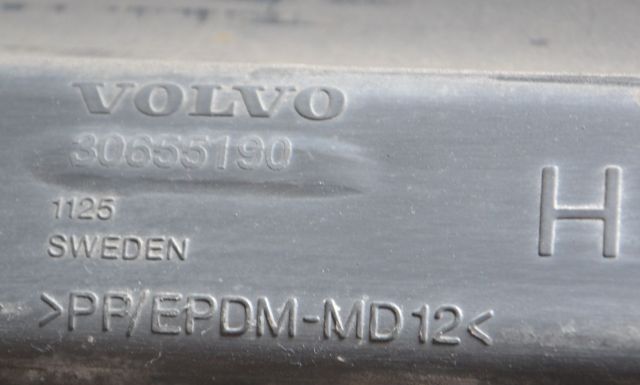 VOLVO
30655190
1125
SWEDEN
H
>PP/EPDM-MD12<